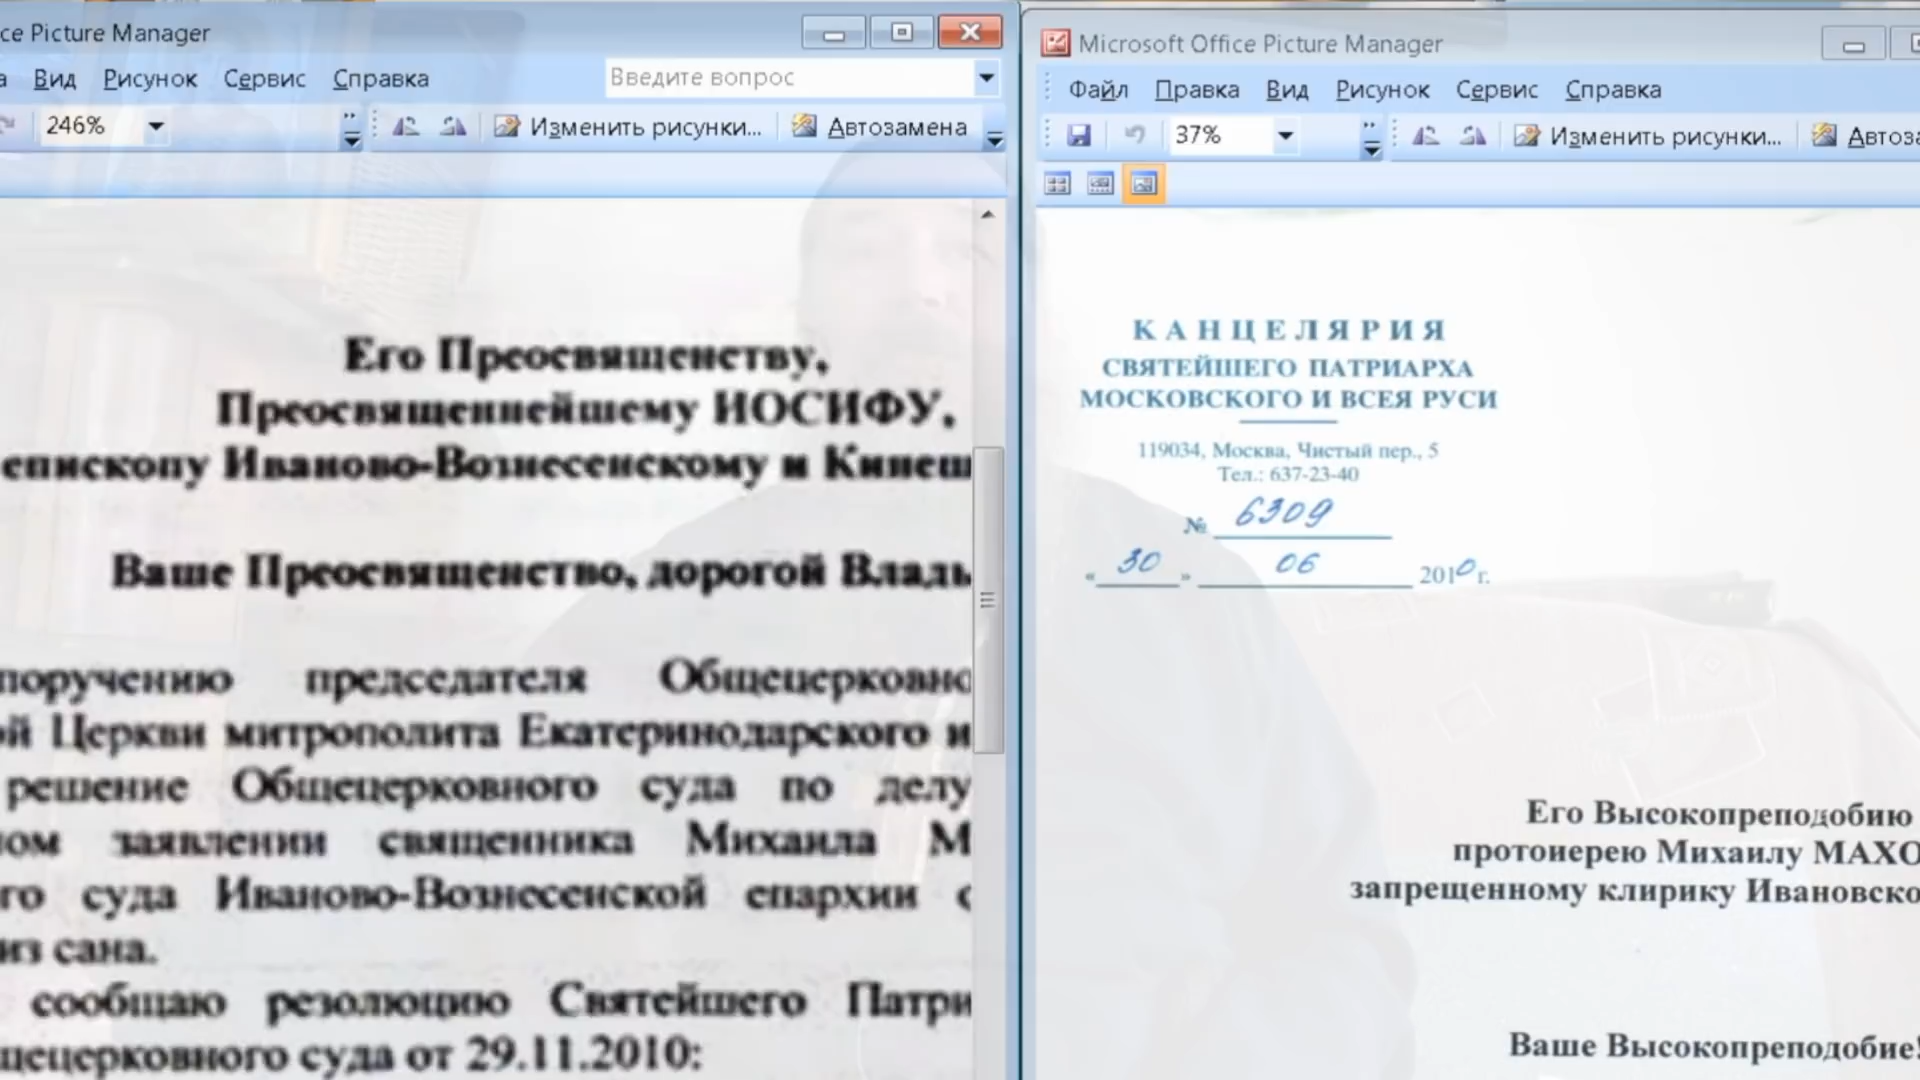 ce Picture Manager
а Вид Рисунок Сервис Справка
Введите вопрос
246%
Изменить рисунки...
Автозамена
Его Преосвященству,
Преосвященнейшему ИОСИФУ,
епископу Иваново-Вознесенскому и Кинеш
Ваше Преосвященство, дорогой Влады
поручению председателя Общецерковно
ой Церкви митрополита Екатеринодарского и
решение Общецерковного суда по делу
ном заявлении священника Михаила М
го суда Иваново-Вознесенской епархии о
из сана.
сообщаю резолюцию Святейшего Патри
щецерковного суда от 29.11.2010:
Microsoft Office Picture Manager
Файл Правка Вид Рисунок Сервис Справка
37%
Изменить рисунки...
Автоза
КАНЦЕЛЯРИЯ
СВЯТЕЙШЕГО ПАТРИАРХА
МОСКОВСКОГО И ВСЕЯ РУСИ
119034, Москва, Чистый пер., 5
Тел.: 637-23-40
№ 6309
«30» 06 2010 г.
Его Высокопреподобию
протоиерею Михаилу МАХО
запрещенному клирику Ивановско
Ваше Высокопреподобие!